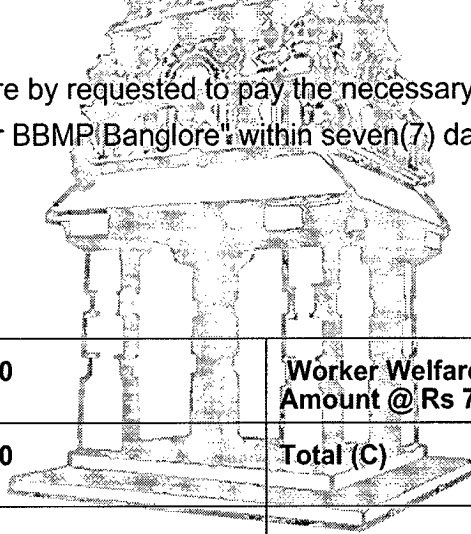 re by requested to pay the necessary
r BBMP Banglore" within seven(7) da
0 Worker Welfare
Amount @ Rs 7
0 Total (C)